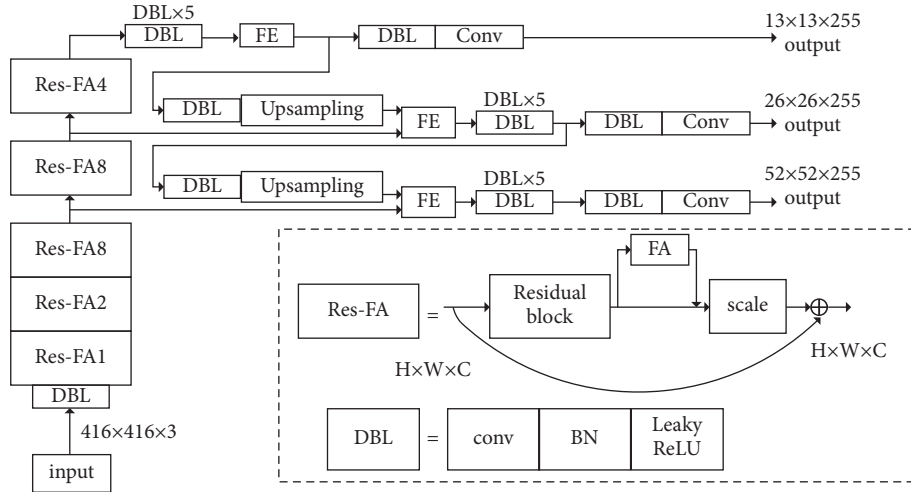 DBL×5
DBL
FE
DBL
Conv
13×13×255
output
Res-FA4
DBL
Upsampling
FE
DBL×5
DBL
DBL
Conv
26×26×255
output
Res-FA8
DBL
Upsampling
FE
DBL×5
DBL
DBL
Conv
52×52×255
output
Res-FA8
Res-FA2
Res-FA1
DBL
416×416×3
input
Res-FA
=
Residual
block
FA
scale
H×W×C
H×W×C
DBL
=
conv
BN
Leaky
ReLU